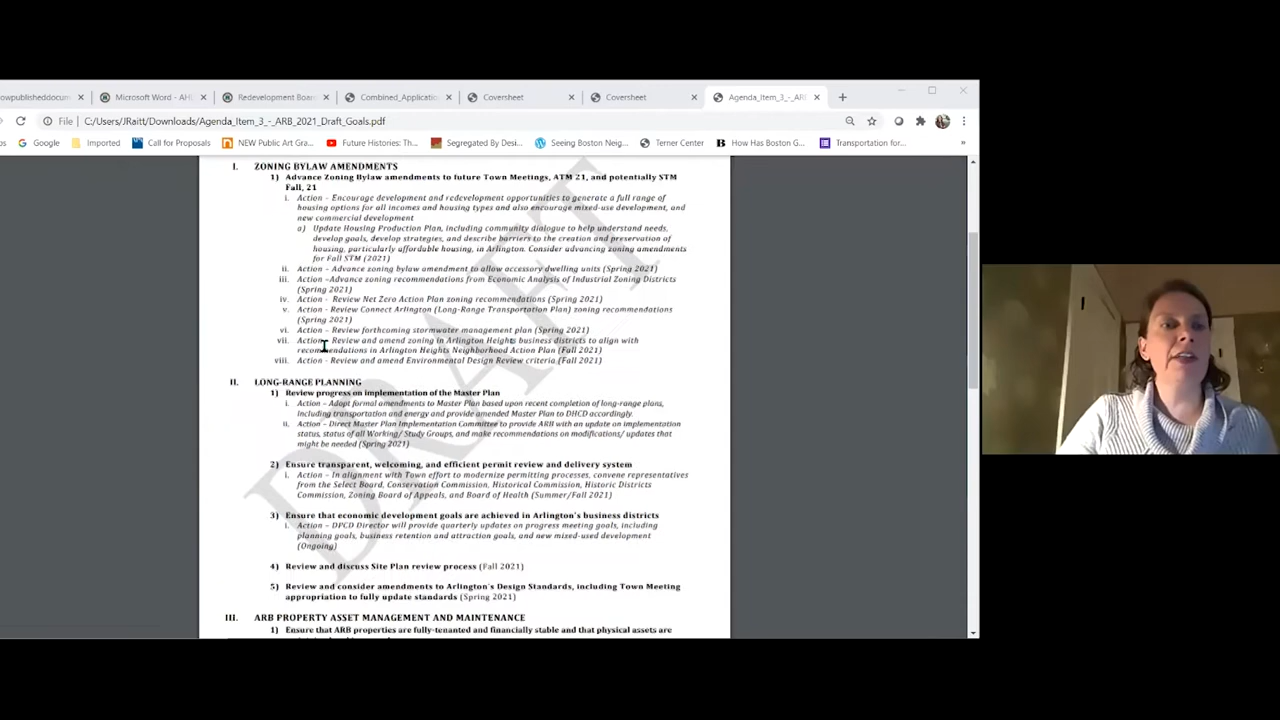 owpublisheddocum
Microsoft Word - AHL
Redevelopment Boar
Combined_Applicatio
Coversheet
Coversheet
Agenda_Item_3_-_ARB
File | C:/Users/JRaitt/Downloads/Agenda_Item_3_-_ARB_2021_Draft_Goals.pdf
Google
Imported
Call for Proposals
NEW Public Art Gra...
Future Histories: Th...
Segregated By Desi...
Seeing Boston Neig...
Terner Center
How Has Boston G...
Transportation for...
I. ZONING BYLAW AMENDMENTS
1) Advance Zoning Bylaw amendments to future Town Meetings, ATM 21, and potentially STM
Fall, 21
i. Action - Encourage development and redevelopment opportunities to generate a full range of
housing options for all incomes and housing types and also encourage mixed-use development, and
new commercial development
a) Update Housing Production Plan, including community dialogue to help understand needs,
develop goals, develop strategies, and describe barriers to the creation and preservation of
housing, particularly affordable housing, in Arlington. Consider advancing zoning amendments
for Fall STM (2021)
ii. Action - Advance zoning bylaw amendment to allow accessory dwelling units (Spring 2021)
iii. Action -Advance zoning recommendations from Economic Analysis of Industrial Zoning Districts
(Spring 2021)
iv. Action - Review Net Zero Action Plan zoning recommendations (Spring 2021)
v. Action - Review Connect Arlington (Long-Range Transportation Plan) zoning recommendations
(Spring 2021)
vi. Action - Review forthcoming stormwater management plan (Spring 2021)
vii. Action - Review and amend zoning in Arlington Heights business districts to align with
recommendations in Arlington Heights Neighborhood Action Plan (Fall 2021)
viii. Action - Review and amend Environmental Design Review criteria (Fall 2021)
II. LONG-RANGE PLANNING
1) Review progress on implementation of the Master Plan
i. Action - Adopt formal amendments to Master Plan based upon recent completion of long-range plans,
including transportation and energy and provide amended Master Plan to DHCD accordingly.
ii. Action - Direct Master Plan Implementation Committee to provide ARB with an update on implementation
status, status of all Working/ Study Groups, and make recommendations on modifications/ updates that
might be needed (Spring 2021)
2) Ensure transparent, welcoming, and efficient permit review and delivery system
i. Action - In alignment with Town effort to modernize permitting processes, convene representatives
from the Select Board, Conservation Commission, Historical Commission, Historic Districts
Commission, Zoning Board of Appeals, and Board of Health (Summer/Fall 2021)
3) Ensure that economic development goals are achieved in Arlington's business districts
i. Action - DPCD Director will provide quarterly updates on progress meeting goals, including
planning goals, business retention and attraction goals, and new mixed-used development
(Ongoing)
4) Review and discuss Site Plan review process (Fall 2021)
5) Review and consider amendments to Arlington's Design Standards, including Town Meeting
appropriation to fully update standards (Spring 2021)
III. ARB PROPERTY ASSET MANAGEMENT AND MAINTENANCE
1) Ensure that ARB properties are fully-tenanted and financially stable and that physical assets are
DRAFT